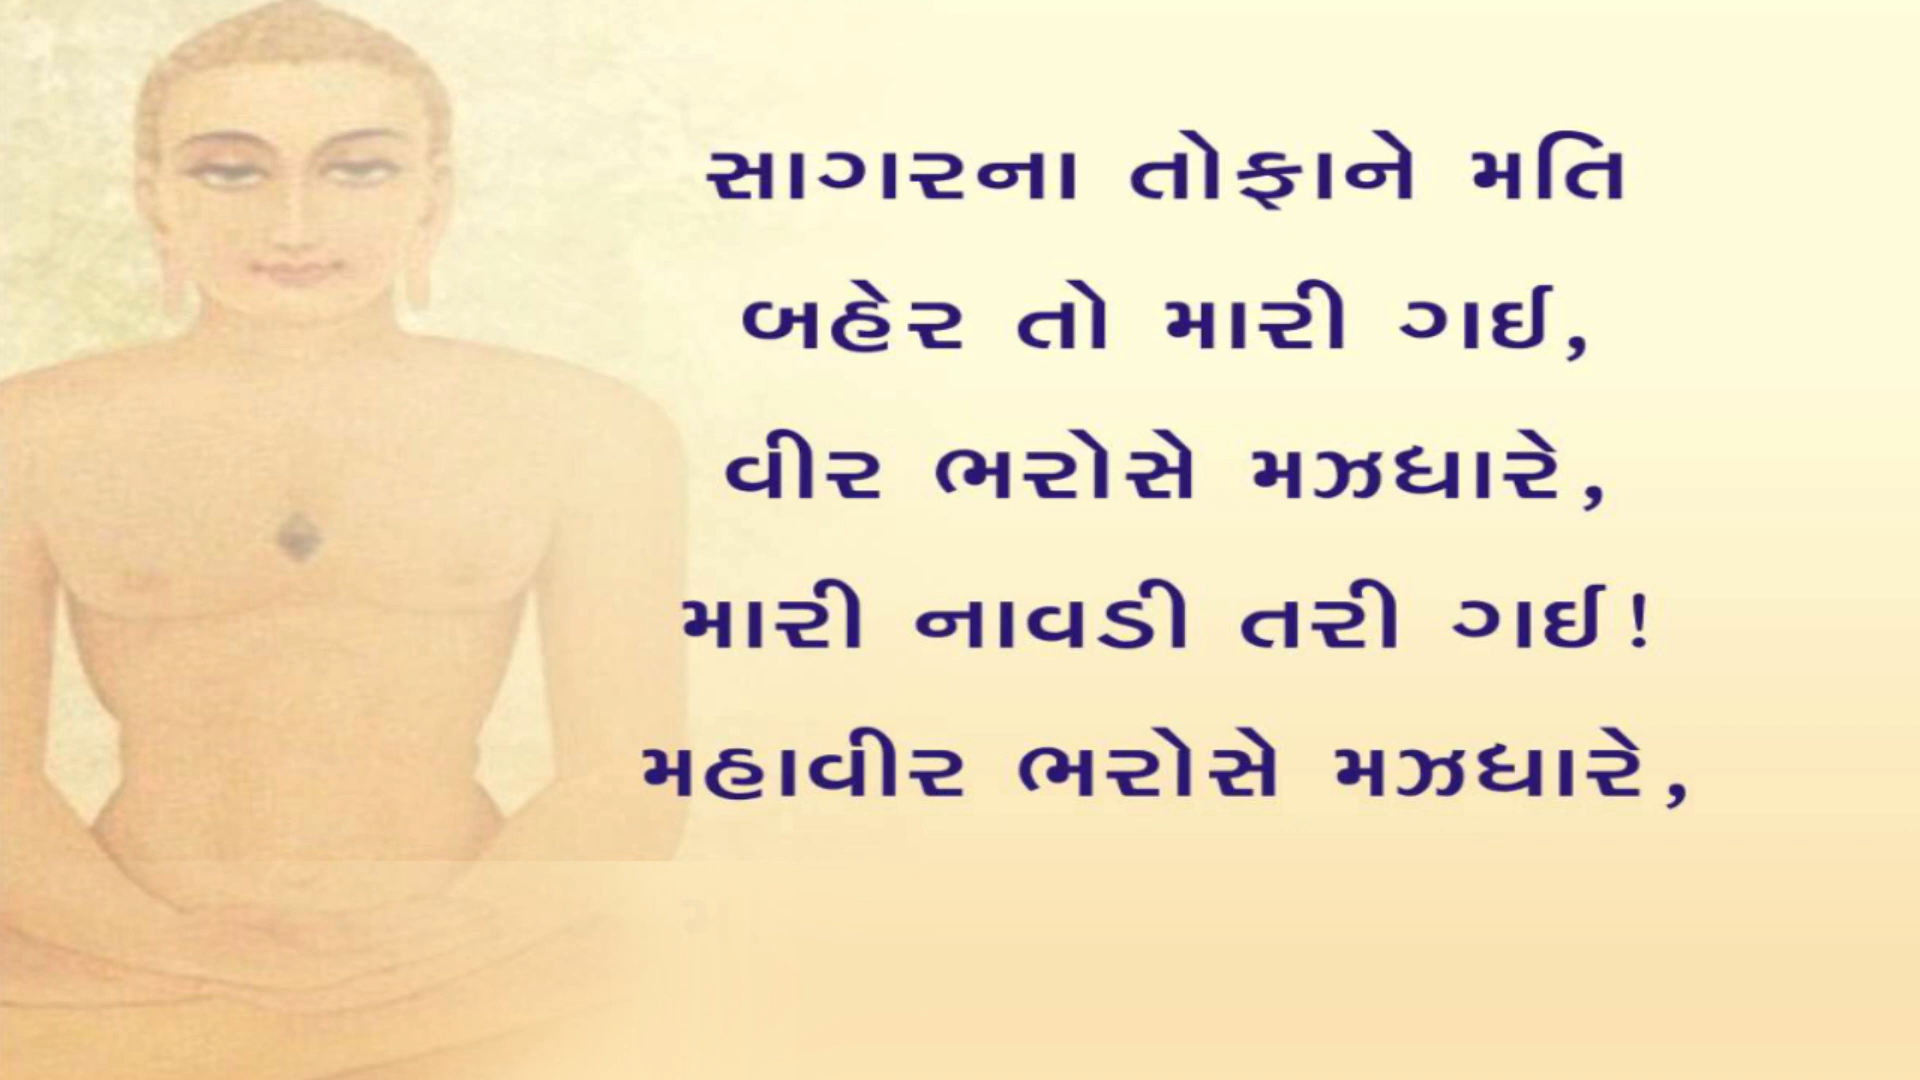 સાગરના તોફાને મતિ
બહેર તો મારી ગઈ,
વીર ભરોસે મઝધારે,
મારી નાવડી તરી ગઈ!
મહાવીર ભરોસે મઝધારે,